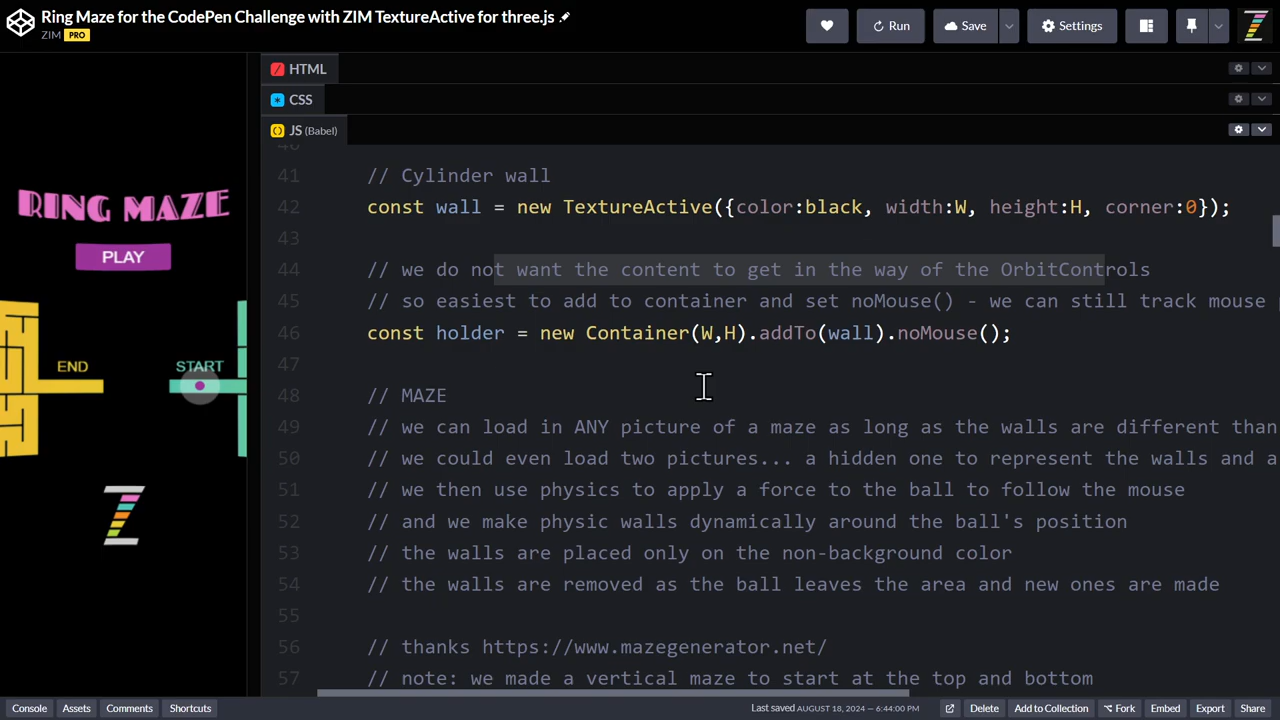 Ring Maze for the CodePen Challenge with ZIM TextureActive for three.js
ZIM PRO
Run
Save
Settings
HTML
CSS
JS (Babel)
RING MAZE
PLAY
END
START
41 // Cylinder wall
42 const wall = new TextureActive({color:black, width:W, height:H, corner:0});
43
44 // we do not want the content to get in the way of the OrbitControls
45 // so easiest to add to container and set noMouse() - we can still track mouse
46 const holder = new Container(W,H).addTo(wall).noMouse();
47
48 // MAZE
49 // we can load in ANY picture of a maze as long as the walls are different than
50 // we could even load two pictures... a hidden one to represent the walls and a
51 // we then use physics to apply a force to the ball to follow the mouse
52 // and we make physic walls dynamically around the ball's position
53 // the walls are placed only on the non-background color
54 // the walls are removed as the ball leaves the area and new ones are made
55
56 // thanks https://www.mazegenerator.net/
57 // note: we made a vertical maze to start at the top and bottom
Console Assets Comments Shortcuts
Last saved AUGUST 18, 2024 — 6:44:00 PM
Delete Add to Collection Fork Embed Export Share